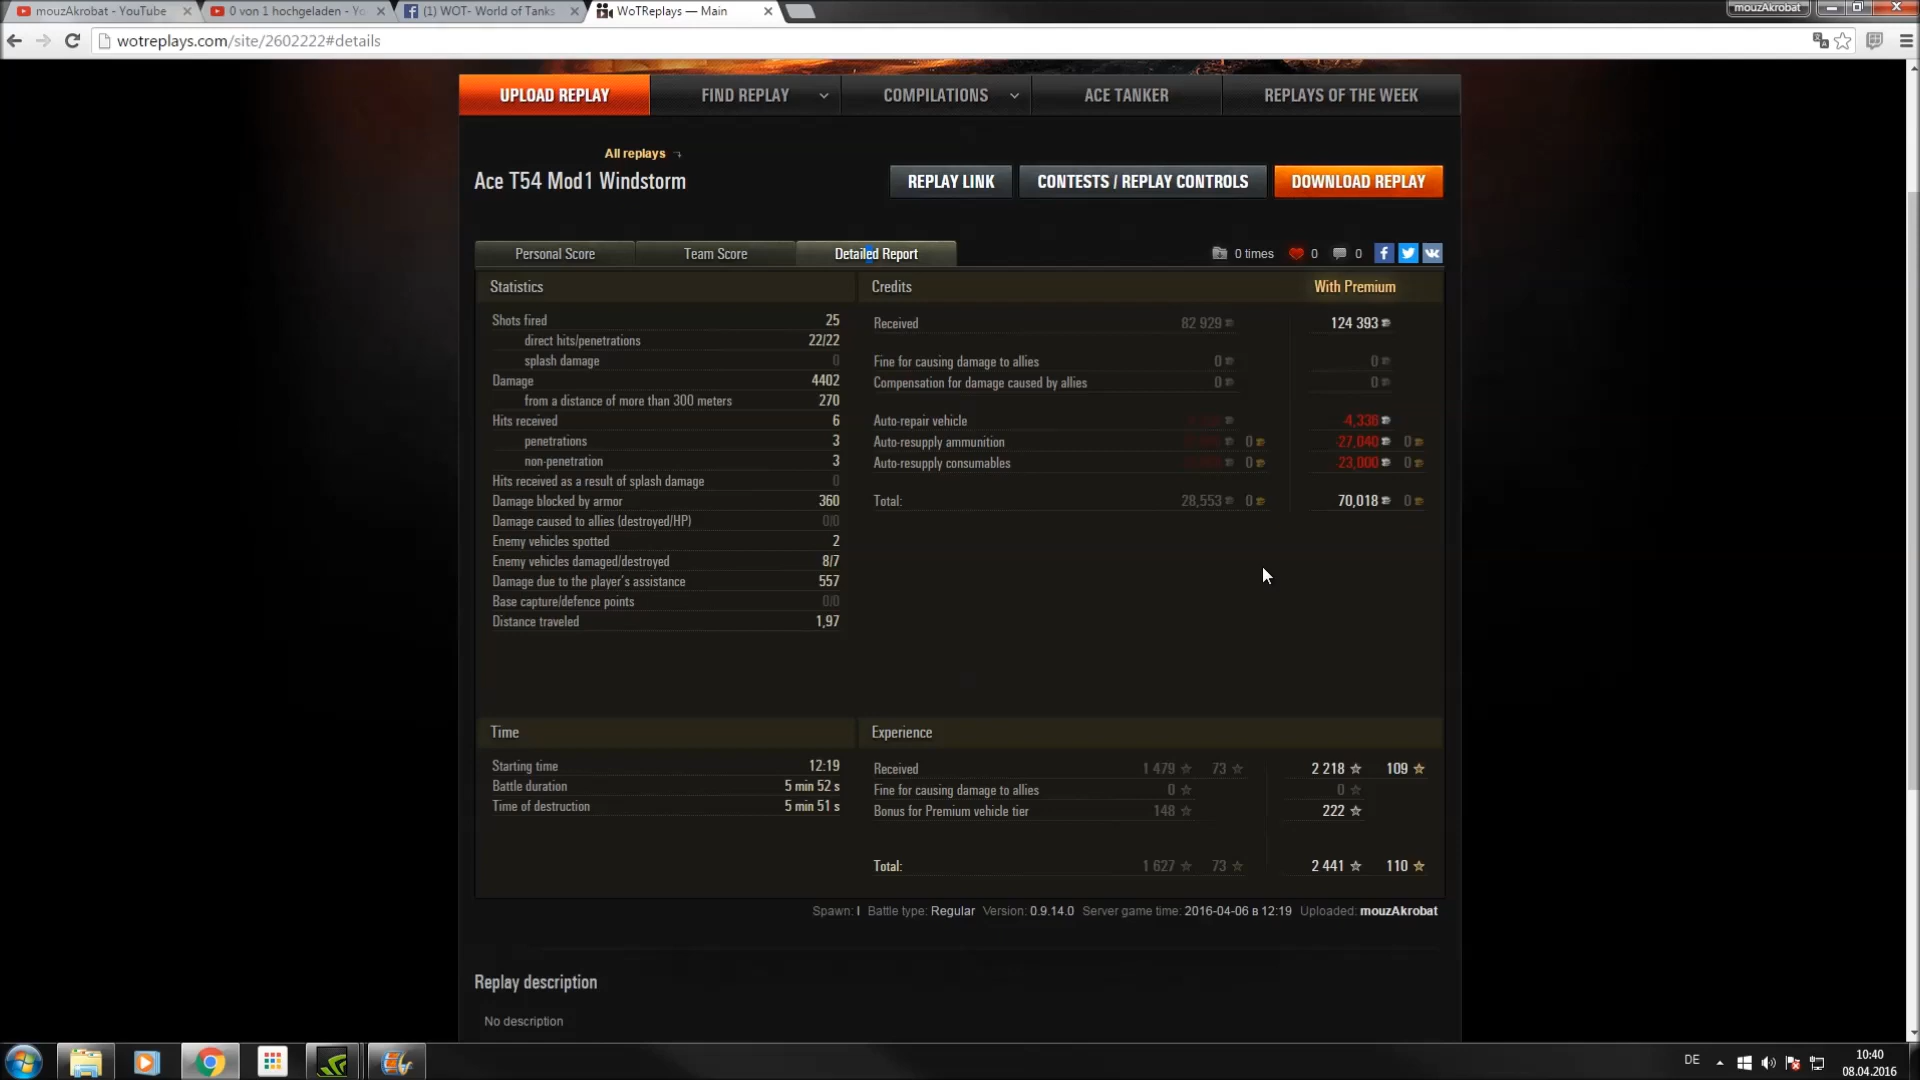 mouzAkrobat - YouTube
0 von 1 hochgeladen - Yo
(1) WOT- World of Tanks
WoTReplays — Main
mouzAkrobat
wotreplays.com/site/2602222#details
UPLOAD REPLAY
FIND REPLAY
COMPILATIONS
ACE TANKER
REPLAYS OF THE WEEK
All replays
Ace T54 Mod1 Windstorm
REPLAY LINK
CONTESTS / REPLAY CONTROLS
DOWNLOAD REPLAY
Personal Score
Team Score
Detailed Report
0 times
0
0
Statistics
Credits
With Premium
Shots fired 25
direct hits/penetrations 22/22
splash damage 0
Damage 4402
from a distance of more than 300 meters 270
Hits received 6
penetrations 3
non-penetration 3
Hits received as a result of splash damage 0
Damage blocked by armor 360
Damage caused to allies (destroyed/HP) 0/0
Enemy vehicles spotted 2
Enemy vehicles damaged/destroyed 8/7
Damage due to the player's assistance 557
Base capture/defence points 0/0
Distance traveled 1,97
Received 82 929 124 393
Fine for causing damage to allies 0 0
Compensation for damage caused by allies 0 0
Auto-repair vehicle -4,338
Auto-resupply ammunition 0 -27,040 0
Auto-resupply consumables 0 -23,000 0
Total: 28,553 0 70,018 0
Time
Starting time 12:19
Battle duration 5 min 52 s
Time of destruction 5 min 51 s
Experience
Received 1 479 73 2 218 109
Fine for causing damage to allies 0 0
Bonus for Premium vehicle tier 148 222
Total: 1 627 73 2 441 110
Spawn: I Battle type: Regular Version: 0.9.14.0 Server game time: 2016-04-06 в 12:19 Uploaded: mouzAkrobat
Replay description
No description
DE
10:40
08.04.2016